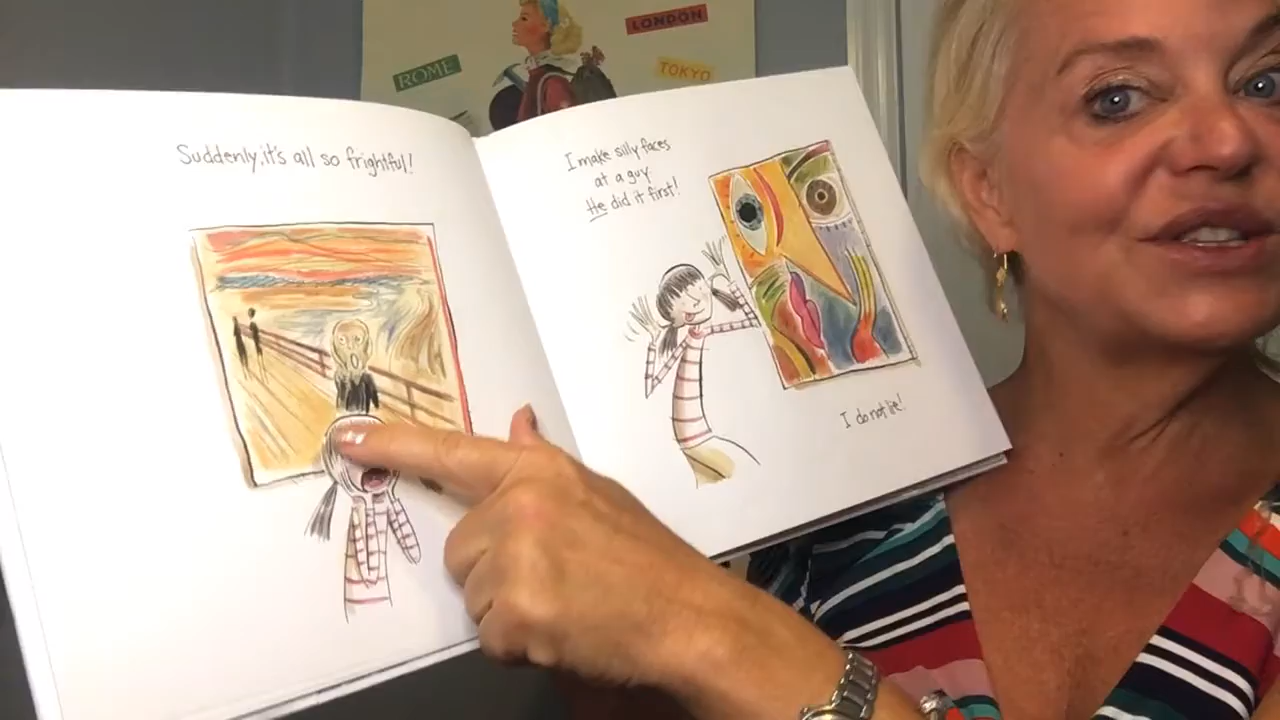 ROME
LONDON
TOKYO
Suddenly, it's all so frightful!
I make silly faces
at a guy.
He did it first!
I do not lie!